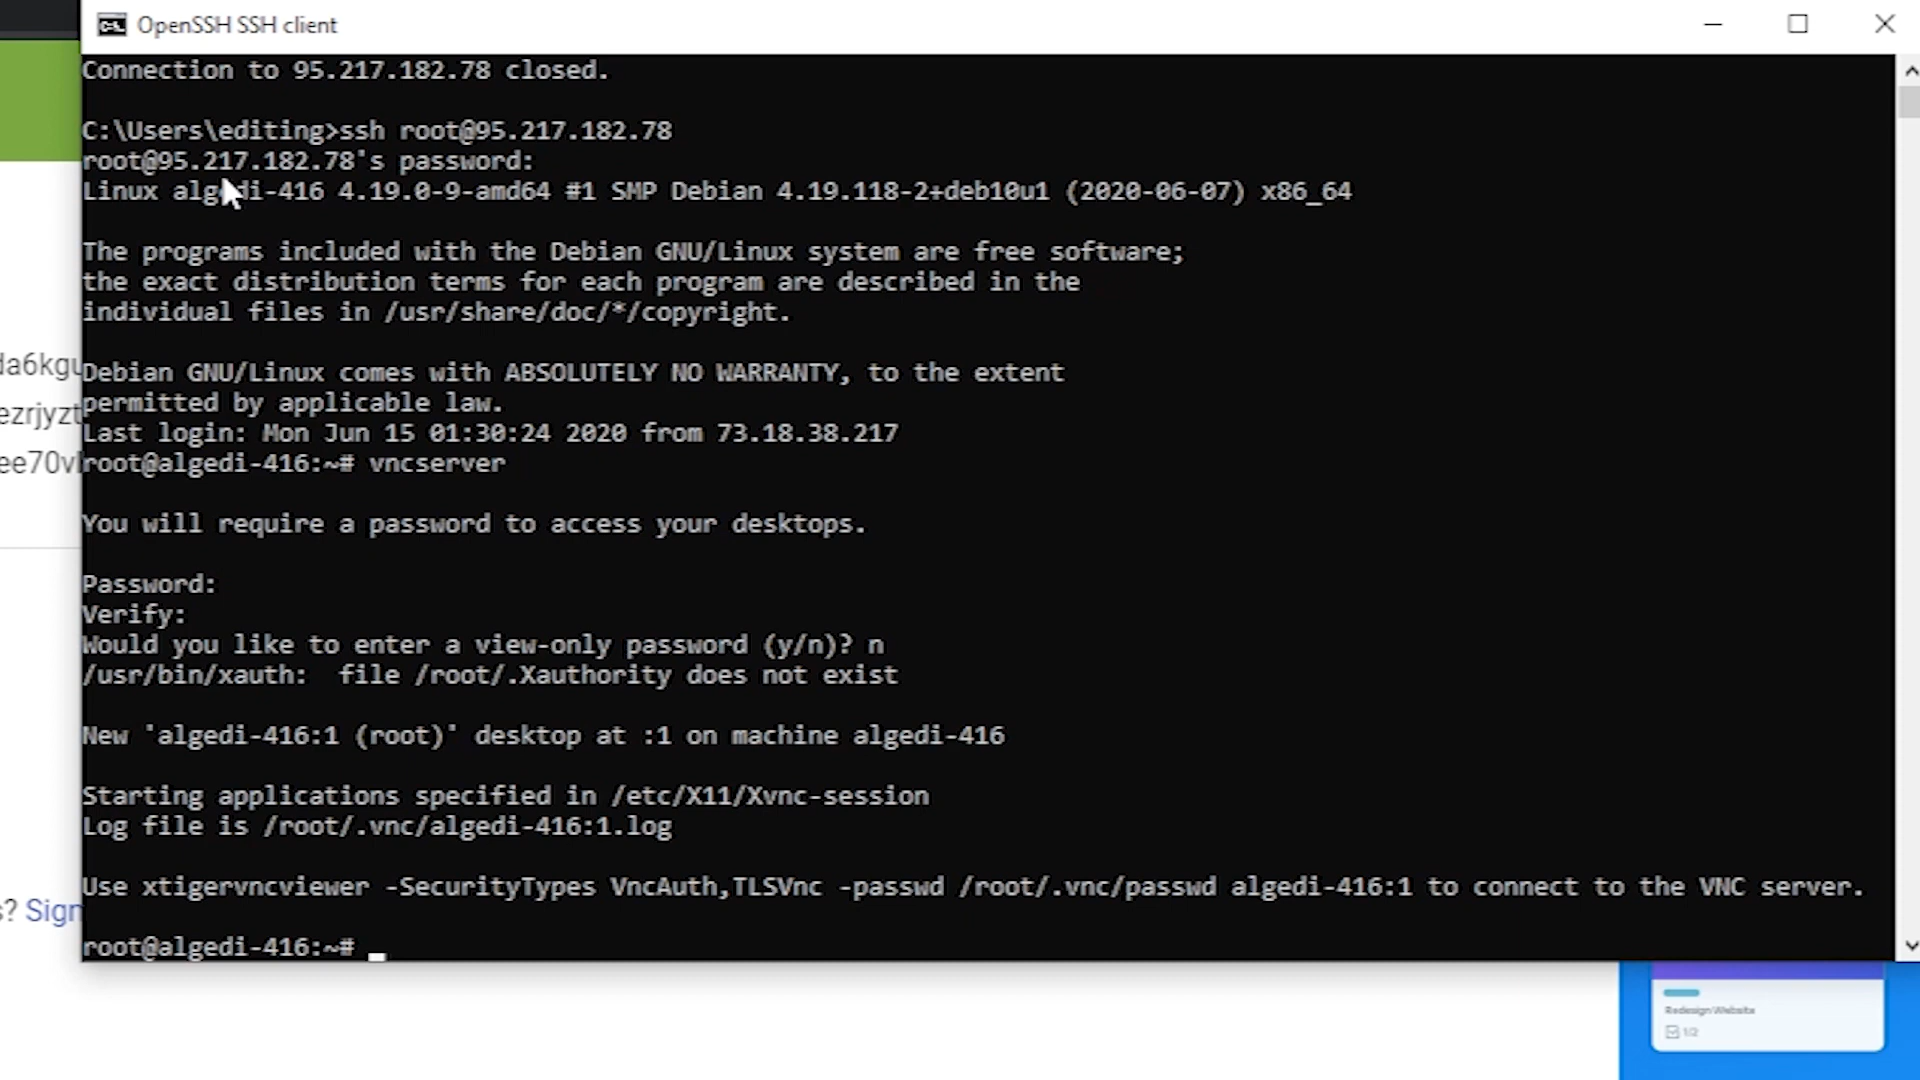 OpenSSH SSH client
Connection to 95.217.182.78 closed.
C:\Users\editing>ssh root@95.217.182.78
root@95.217.182.78's password:
Linux algedi-416 4.19.0-9-amd64 #1 SMP Debian 4.19.118-2+deb10u1 (2020-06-07) x86_64
The programs included with the Debian GNU/Linux system are free software;
the exact distribution terms for each program are described in the
individual files in /usr/share/doc/*/copyright.
da6kgu
Debian GNU/Linux comes with ABSOLUTELY NO WARRANTY, to the extent
ezrjyzt
permitted by applicable law.
Last login: Mon Jun 15 01:30:24 2020 from 73.18.38.217
ee70v
root@algedi-416:~# vncserver
You will require a password to access your desktops.
Password:
Verify:
Would you like to enter a view-only password (y/n)? n
/usr/bin/xauth:  file /root/.Xauthority does not exist
New 'algedi-416:1 (root)' desktop at :1 on machine algedi-416
Starting applications specified in /etc/X11/Xvnc-session
Log file is /root/.vnc/algedi-416:1.log
Use xtigervncviewer -SecurityTypes VncAuth,TLSVnc -passwd /root/.vnc/passwd algedi-416:1 to connect to the VNC server.
s? Sign
root@algedi-416:~#
Redesign Website
1/2